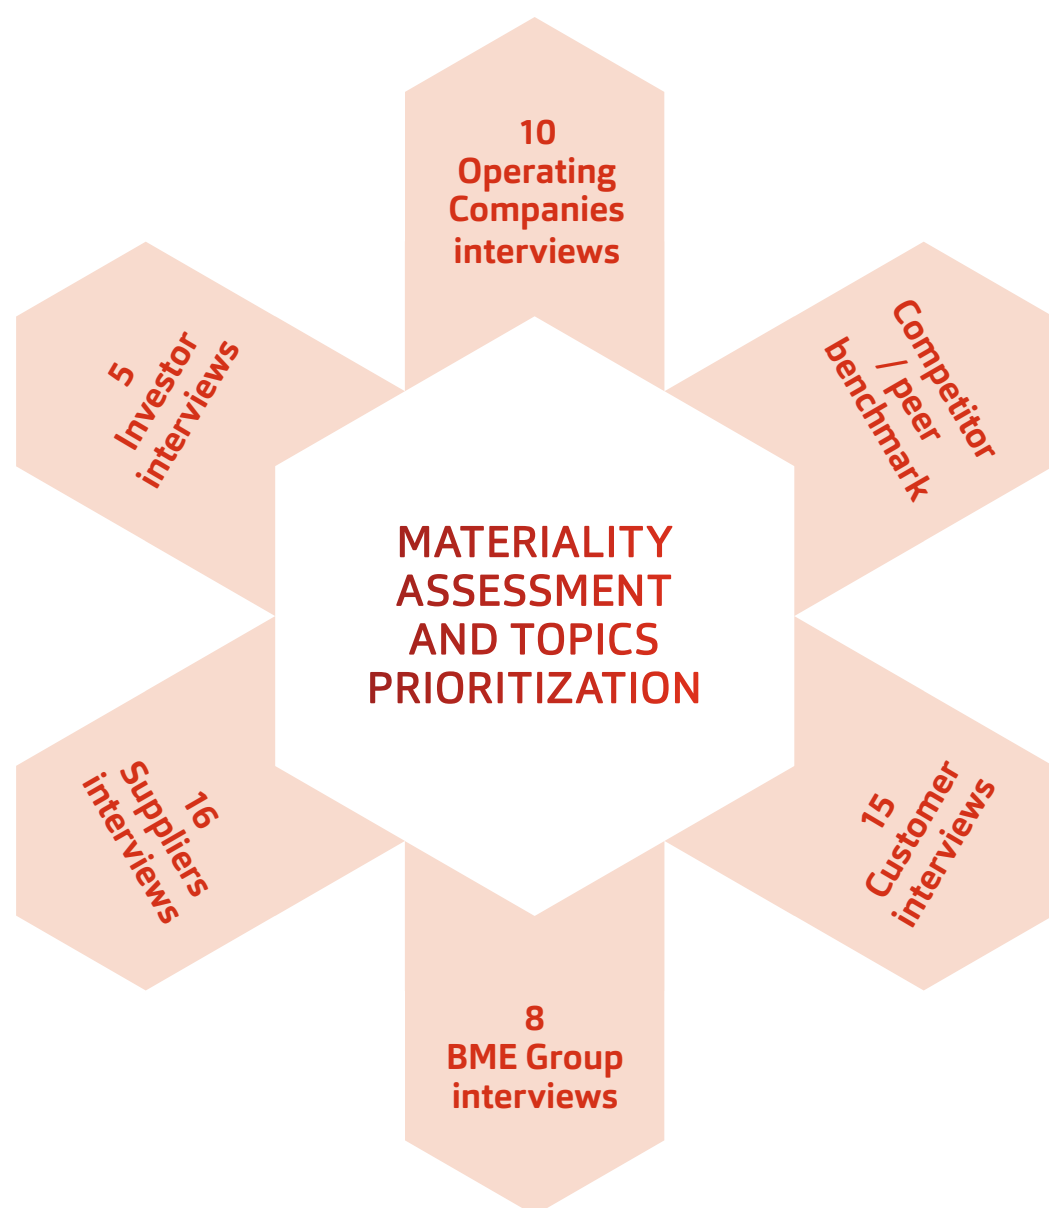 10
Operating
Companies
interviews
Competitor
/ peer
benchmark
5
Investor
interviews
MATERIALITY
ASSESSMENT
AND TOPICS
PRIORITIZATION
16
Suppliers
interviews
15
Customer
interviews
8
BME Group
interviews